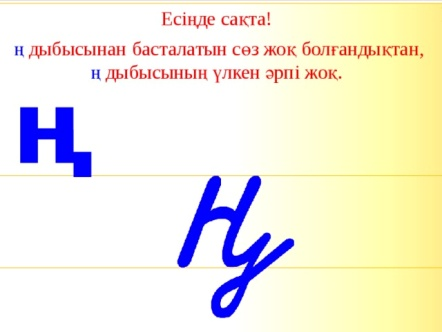 Есіңде сақта!
ң дыбысынан басталатын сөз жоқ болғандықтан,
ң дыбысының үлкен әрпі жоқ.
ң
ң